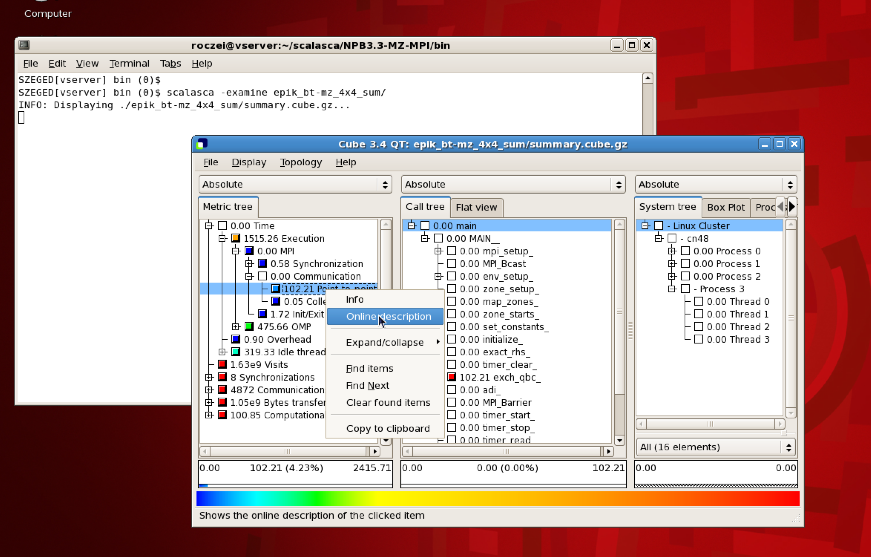 Computer
roczei@vserver:~/scalasca/NPB3.3-MZ-MPI/bin
File Edit View Terminal Tabs Help
SZEGED[vserver] bin (0)$
SZEGED[vserver] bin (0)$ scalasca -examine epik_bt-mz_4x4_sum/
INFO: Displaying ./epik_bt-mz_4x4_sum/summary.cube.gz...
Cube 3.4 QT: epik_bt-mz_4x4_sum/summary.cube.gz
File Display Topology Help
Absolute
Metric tree
0.00 Time
1515.26 Execution
0.00 MPI
0.58 Synchronization
0.00 Communication
102.21 Point-to-point
0.05 Colle
1.72 Init/Exit
475.66 OMP
0.90 Overhead
319.33 Idle thread
1.63e9 Visits
8 Synchronizations
4872 Communication
1.05e9 Bytes transfer
100.85 Computational
0.00 102.21 (4.23%) 2415.71
Info
Online description
Expand/collapse
Find items
Find Next
Clear found items
Copy to clipboard
Absolute
Call tree Flat view
0.00 main
0.00 MAIN__
0.00 mpi_setup_
0.00 MPI_Bcast
0.00 env_setup_
0.00 zone_setup_
0.00 map_zones_
0.00 zone_starts_
0.00 set_constants_
0.00 initialize_
0.00 exact_rhs_
0.00 timer_clear_
102.21 exch_qbc_
0.00 adi_
0.00 MPI_Barrier
0.00 timer_start_
0.00 timer_stop_
0.00 timer_read_
0.00 0.00 (0.00%) 102.21
Absolute
System tree Box Plot Proc
- Linux Cluster
- cn48
0.00 Process 0
0.00 Process 1
0.00 Process 2
- Process 3
0.00 Thread 0
0.00 Thread 1
0.00 Thread 2
0.00 Thread 3
All (16 elements)
0.00 0.00
Shows the online description of the clicked item